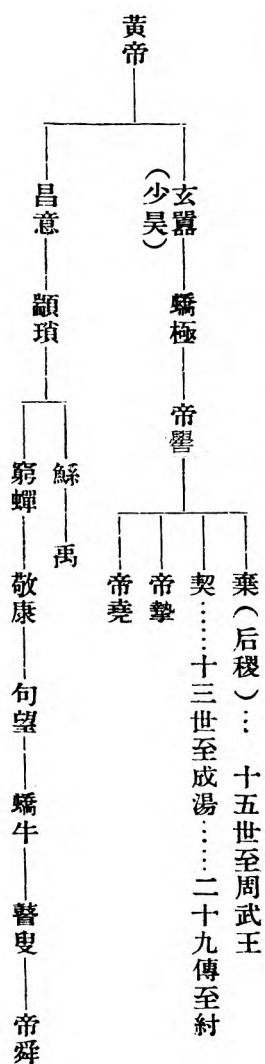 黃帝
玄囂
(少昊)
蟜極
帝嚳
棄(后稷)… 十五世至周武王
契……十三世至成湯……二十九傳至紂
帝摯
帝堯
昌意
顓頊
鯀
禹
窮蟬
敬康
句望
蟜牛
瞽叟
帝舜